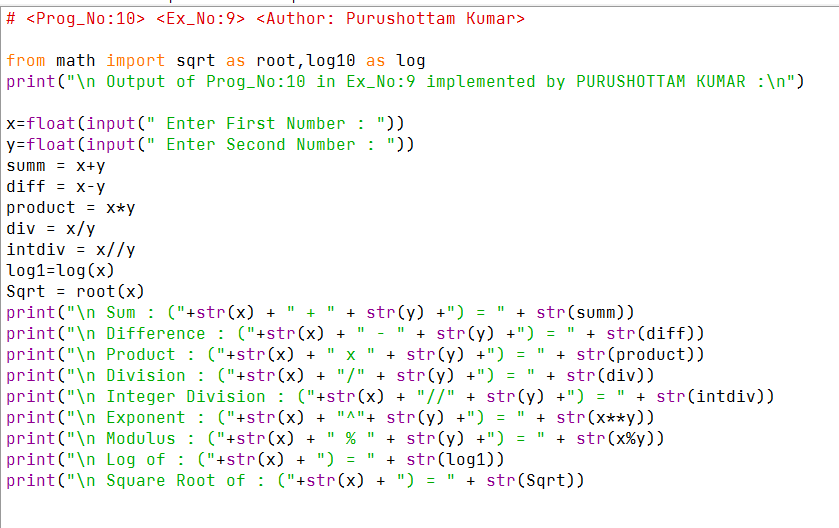 # <Prog_No:10> <Ex_No:9> <Author: Purushottam Kumar>
from math import sqrt as root,log10 as log
print("\n Output of Prog_No:10 in Ex_No:9 implemented by PURUSHOTTAM KUMAR :\n")
x=float(input(" Enter First Number : "))
y=float(input(" Enter Second Number : "))
summ = x+y
diff = x-y
product = x*y
div = x/y
intdiv = x//y
log1=log(x)
Sqrt = root(x)
print("\n Sum : ("+str(x) + " + " + str(y) +") = " + str(summ))
print("\n Difference : ("+str(x) + " - " + str(y) +") = " + str(diff))
print("\n Product : ("+str(x) + " x " + str(y) +") = " + str(product))
print("\n Division : ("+str(x) + "/" + str(y) +") = " + str(div))
print("\n Integer Division : ("+str(x) + "//" + str(y) +") = " + str(intdiv))
print("\n Exponent : ("+str(x) + "^"+ str(y) +") = " + str(x**y))
print("\n Modulus : ("+str(x) + " % " + str(y) +") = " + str(x%y))
print("\n Log of : ("+str(x) + ") = " + str(log1))
print("\n Square Root of : ("+str(x) + ") = " + str(Sqrt))